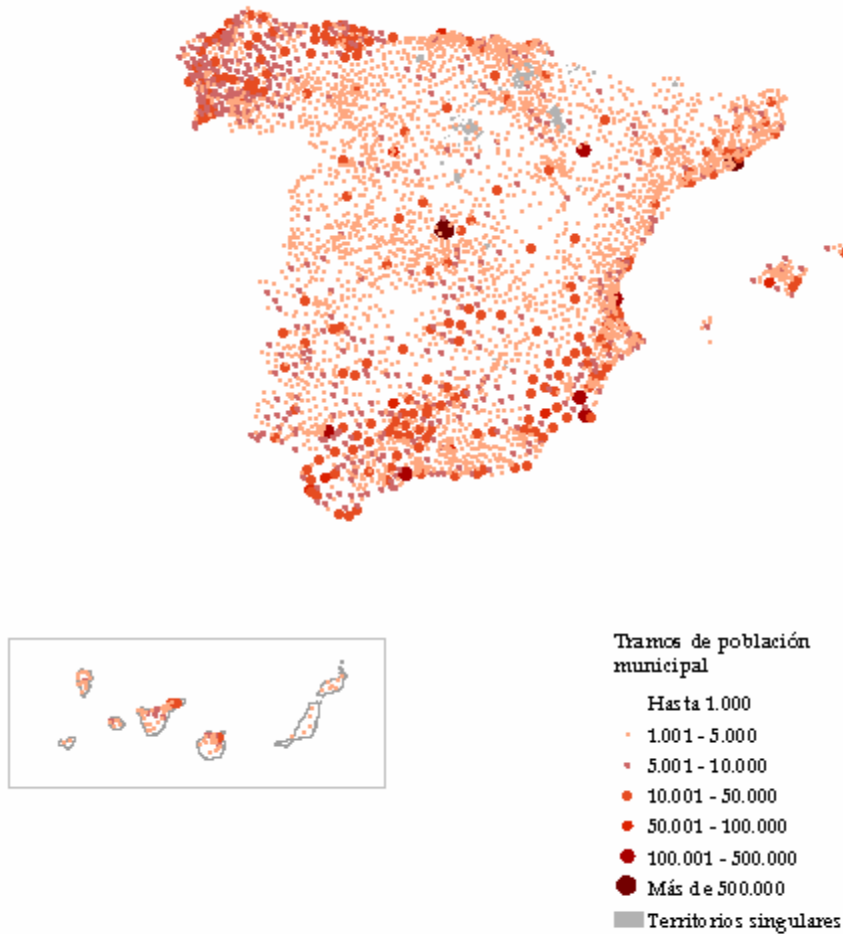 Tramos de población
municipal
Hasta 1.000
1.001 - 5.000
5.001 - 10.000
10.001 - 50.000
50.001 - 100.000
100.001 - 500.000
Más de 500.000
Territorios singulares